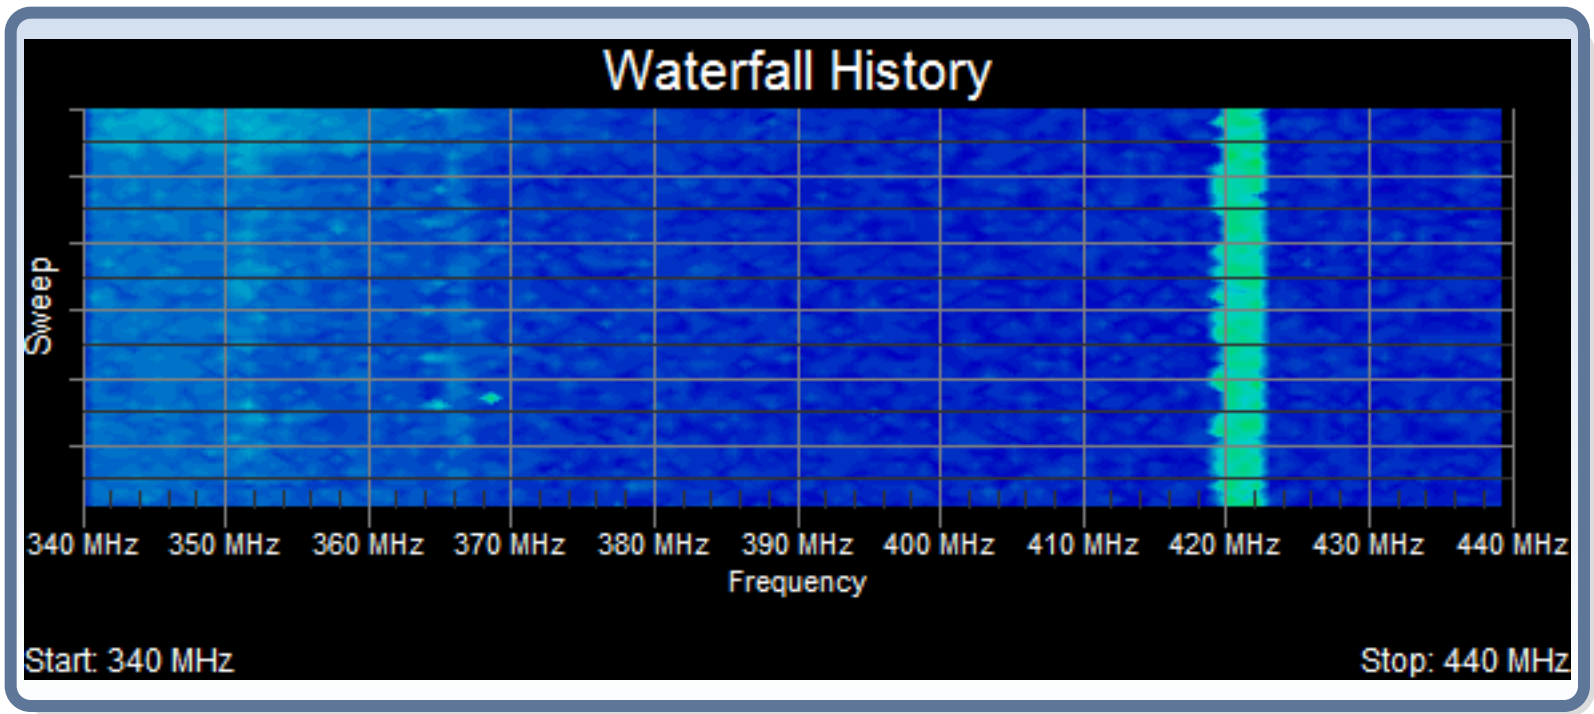 Waterfall History
Sweep
340 MHz 350 MHz 360 MHz 370 MHz 380 MHz 390 MHz 400 MHz 410 MHz 420 MHz 430 MHz 440 MHz
Frequency
Start: 340 MHz Stop: 440 MHz